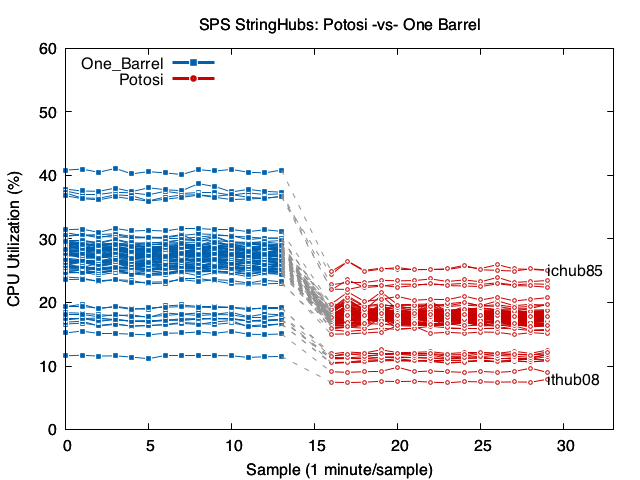 SPS StringHubs: Potosi -vs- One Barrel
One_Barrel
Potosi
60
50
40
30
20
10
0
CPU Utilization (%)
ichub85
ithub08
0 5 10 15 20 25 30
Sample (1 minute/sample)